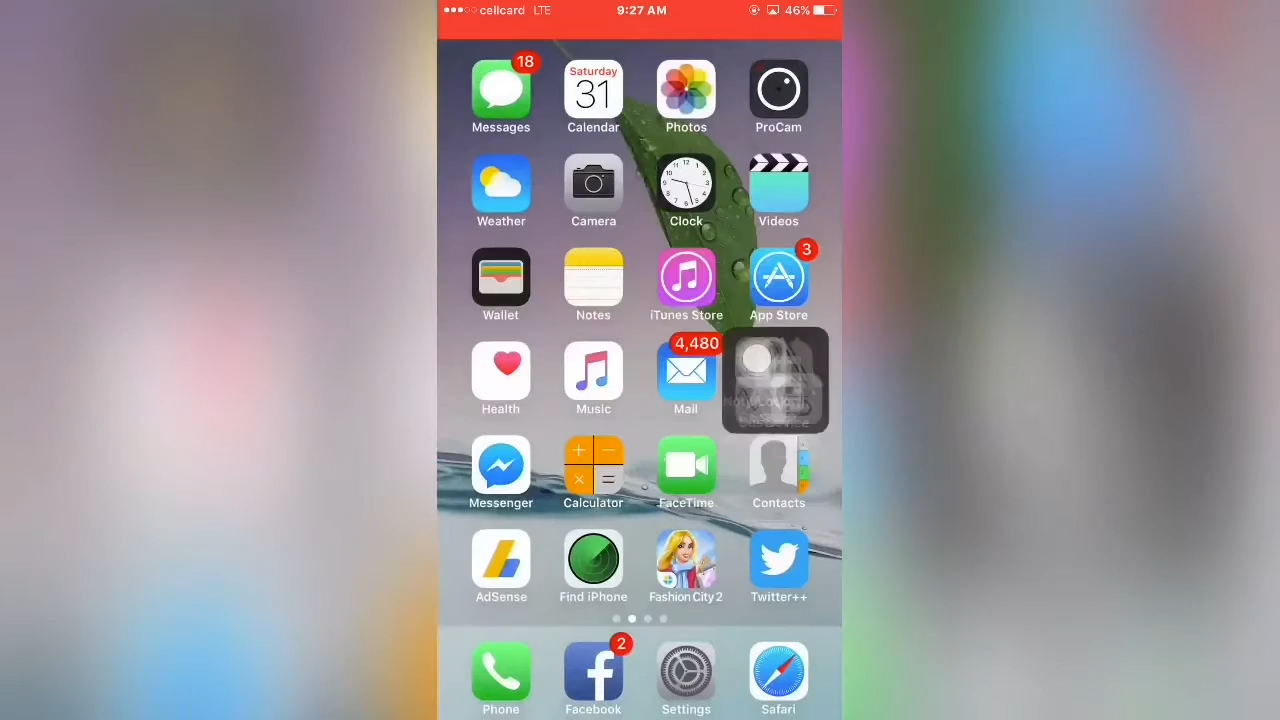 cellcard LTE 9:27 AM 46%
18
Saturday
31
Messages Calendar Photos ProCam
Weather Camera Clock Videos
3
Wallet Notes iTunes Store App Store
4,480
Health Music Mail
Messenger Calculator FaceTime Contacts
AdSense Find iPhone Fashion City 2 Twitter++
2
Phone Facebook Settings Safari